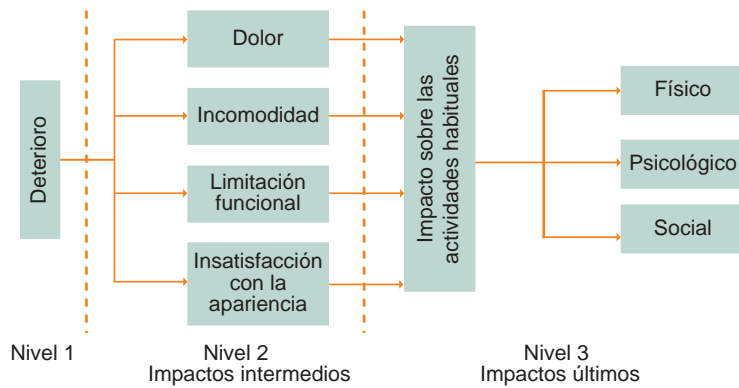 Deterioro
Dolor
Incomodidad
Limitación
funcional
Insatisfacción
con la
apariencia
Impacto sobre las
actividades habituales
Físico
Psicológico
Social
Nivel 1
Nivel 2
Impactos intermedios
Nivel 3
Impactos últimos